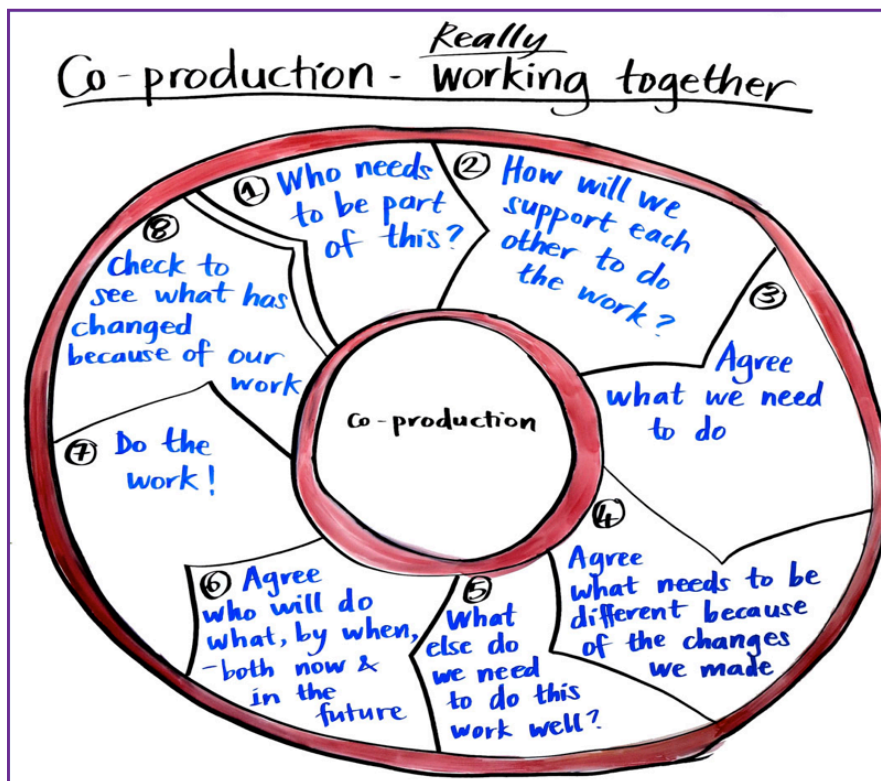 Really
Co-production - working together
① Who needs
to be part
of this?
② How will we
support each
other to do
the work?
③
Agree
what we need
to do
④
Agree
what needs to be
different because
of the changes
we made
⑤
What
else do
we need
to do this
work well?
⑥ Agree
who will do
what, by when,
- both now &
in the
future
⑦ Do the
work!
⑧
check to
see what has
changed
because of our
work
Co-production